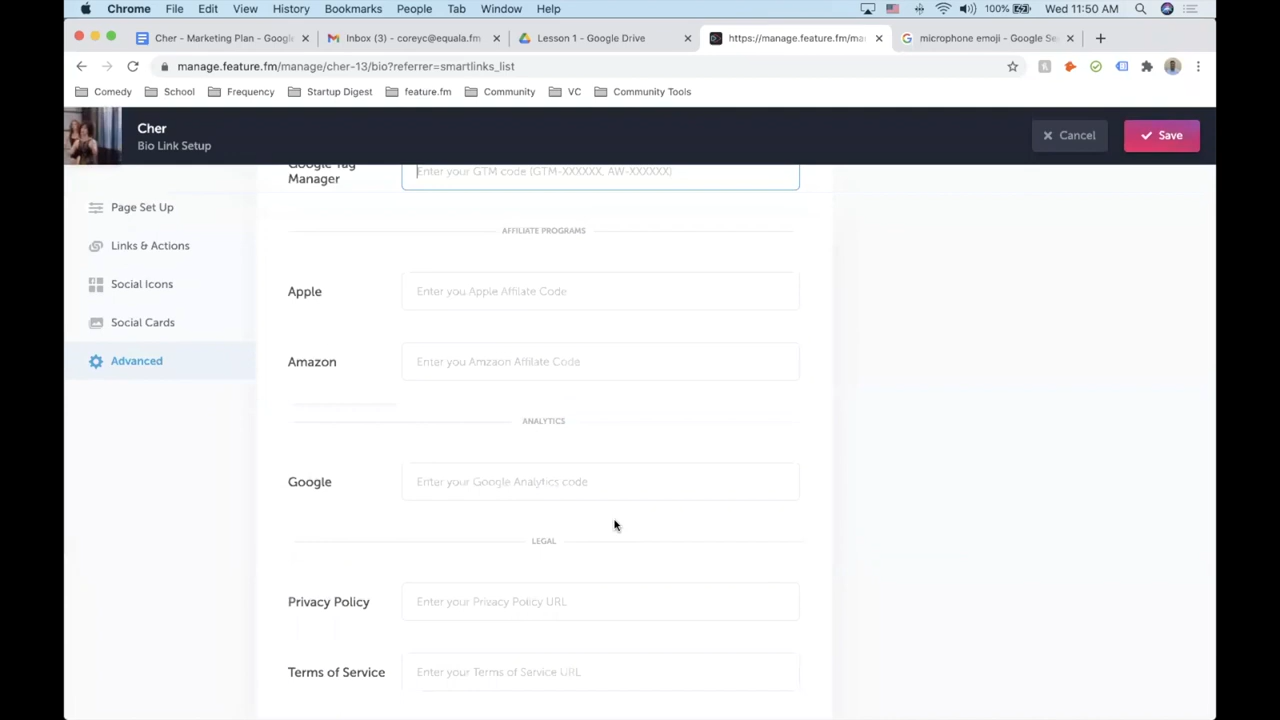 Chrome File Edit View History Bookmarks People Tab Window Help 100% Wed 11:50 AM
Cher - Marketing Plan - Google
Inbox (3) - coreyc@equala.fm
Lesson 1 - Google Drive
https://manage.feature.fm/ma
microphone emoji - Google Se
manage.feature.fm/manage/cher-13/bio?referrer=smartlinks_list
Comedy School Frequency Startup Digest feature.fm Community VC Community Tools
Cher
Bio Link Setup
Cancel
Save
Page Set Up
Links & Actions
Social Icons
Social Cards
Advanced
Google Tag
Manager
Enter your GTM code (GTM-XXXXXX, AW-XXXXXX)
AFFILIATE PROGRAMS
Apple
Enter you Apple Affilate Code
Amazon
Enter you Amzaon Affilate Code
ANALYTICS
Google
Enter your Google Analytics code
LEGAL
Privacy Policy
Enter your Privacy Policy URL
Terms of Service
Enter your Terms of Service URL